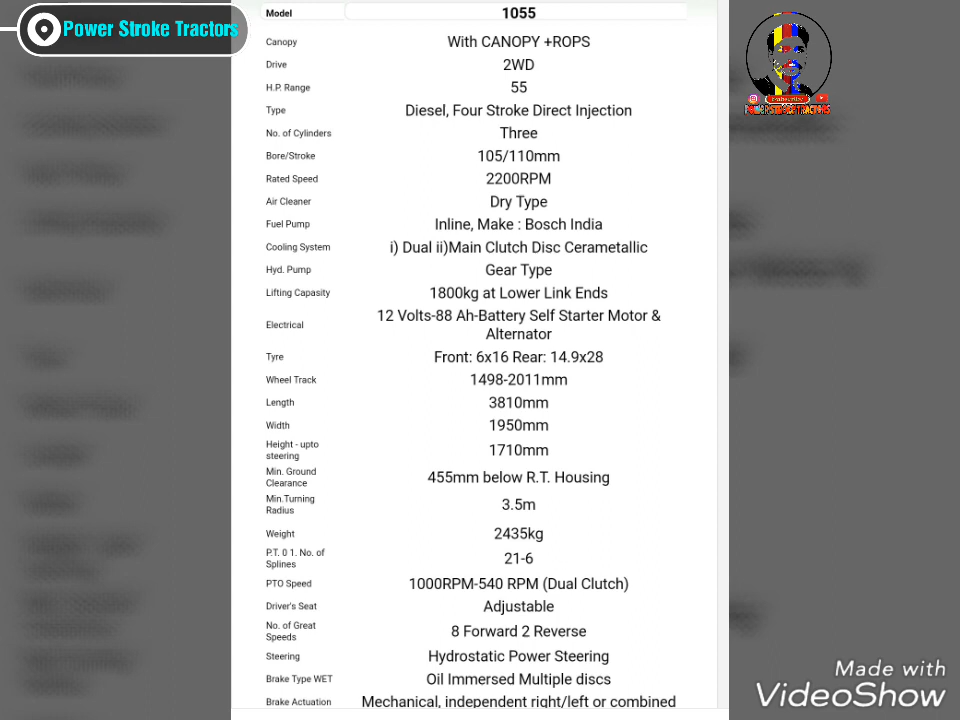 Power Stroke Tractors
Model 1055
Canopy With CANOPY +ROPS
Drive 2WD
H.P. Range 55
Type Diesel, Four Stroke Direct Injection
No. of Cylinders Three
Bore/Stroke 105/110mm
Rated Speed 2200RPM
Air Cleaner Dry Type
Fuel Pump Inline, Make : Bosch India
Cooling System i) Dual ii)Main Clutch Disc Cerametallic
Hyd. Pump Gear Type
Lifting Capasity 1800kg at Lower Link Ends
Electrical 12 Volts-88 Ah-Battery Self Starter Motor &
Alternator
Tyre Front: 6x16 Rear: 14.9x28
Wheel Track 1498-2011mm
Length 3810mm
Width 1950mm
Height - upto
steering 1710mm
Min. Ground
Clearance 455mm below R.T. Housing
Min.Turning
Radius 3.5m
Weight 2435kg
P.T. 0 1. No. of
Splines 21-6
PTO Speed 1000RPM-540 RPM (Dual Clutch)
Driver's Seat Adjustable
No. of Great
Speeds 8 Forward 2 Reverse
Steering Hydrostatic Power Steering
Brake Type WET Oil Immersed Multiple discs
Brake Actuation Mechanical, independent right/left or combined
Subscribe
POWER STROKE TRACTORS
Made with
VideoShow